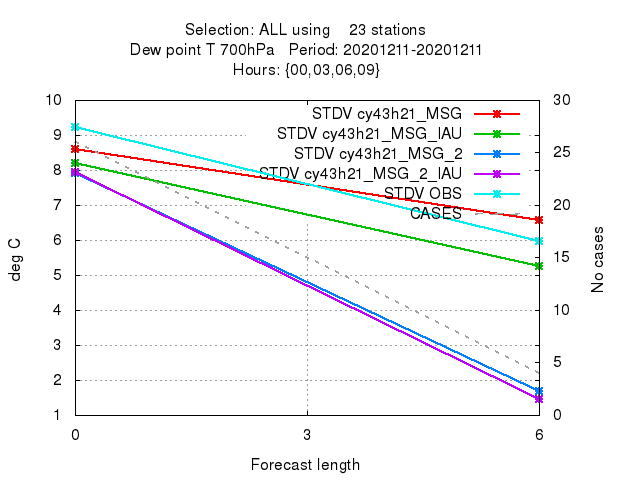 Selection: ALL using 23 stations
Dew point T 700hPa Period: 20201211-20201211
Hours: {00,03,06,09}
STDV cy43h21_MSG
STDV cy43h21_MSG_IAU
STDV cy43h21_MSG_2
STDV cy43h21_MSG_2_IAU
STDV OBS
CASES
10
9
8
7
6
5
4
3
2
1
deg C
30
25
20
15
10
5
0
No cases
0
3
6
Forecast length